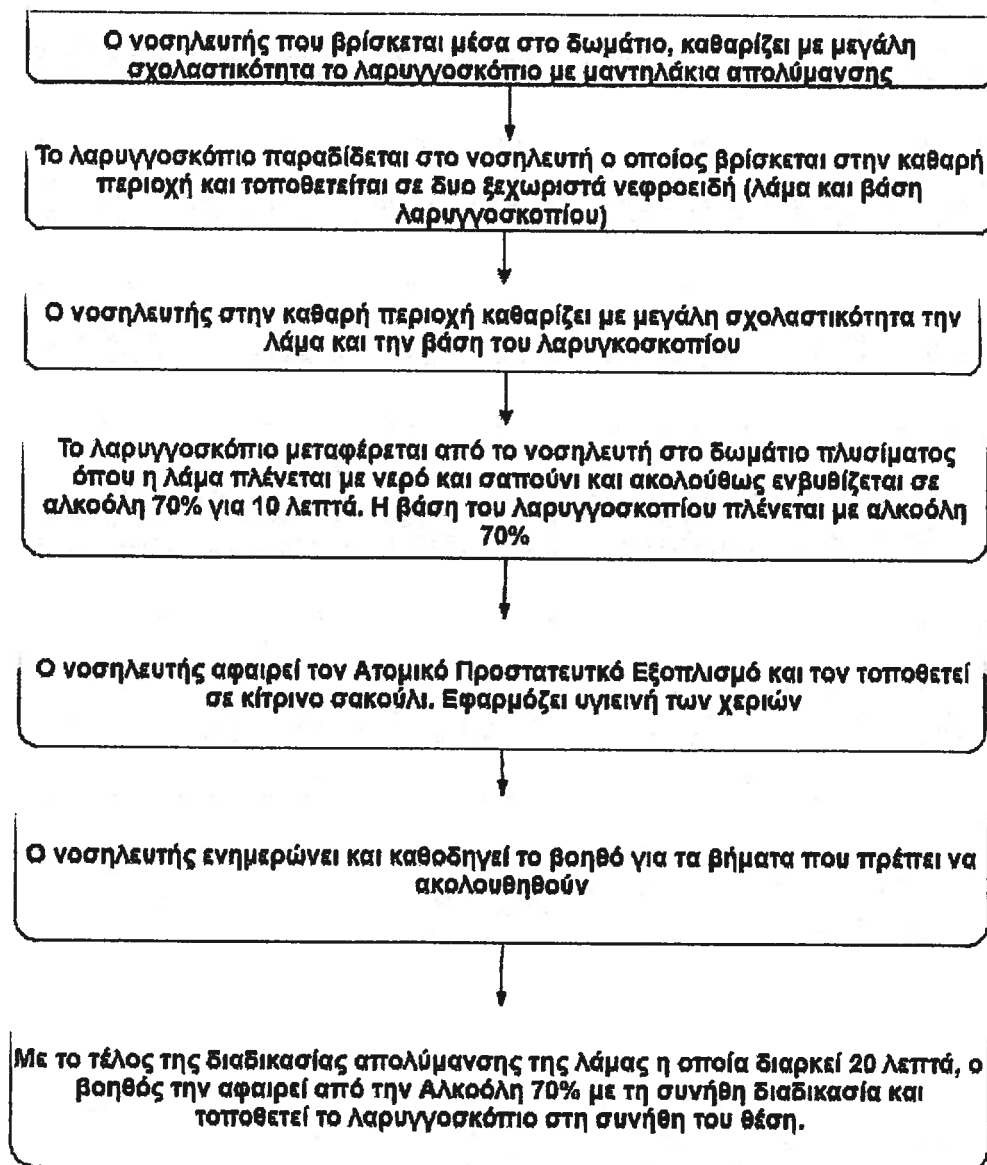 Ο νοσηλευτής που βρίσκεται μέσα στο δωμάτιο, καθαρίζει με μεγάλη
σχολαστικότητα το λαρυγγοσκόπιο με μαντηλάκια απολύμανσης
Το λαρυγγοσκόπιο παραδίδεται στο νοσηλευτή ο οποίος βρίσκεται στην καθαρή
περιοχή και τοποθετείται σε δυο ξεχωριστά νεφροειδή (λάμα και βάση
λαρυγγοσκοπίου)
Ο νοσηλευτής στην καθαρή περιοχή καθαρίζει με μεγάλη σχολαστικότητα την
λάμα και την βάση του λαρυγκοσκοπίου
Το λαρυγγοσκόπιο μεταφέρεται από το νοσηλευτή στο δωμάτιο πλυσίματος
όπου η λάμα πλένεται με νερό και σαπούνι και ακολούθως ενβυθίζεται σε
αλκοόλη 70% για 10 λεπτά. Η βάση του λαρυγγοσκοπίου πλένεται με αλκοόλη
70%
Ο νοσηλευτής αφαιρεί τον Ατομικό Προστατευτκό Εξοπλισμό και τον τοποθετεί
σε κίτρινο σακούλι. Εφαρμόζει υγιεινή των χεριών
Ο νοσηλευτής ενημερώνει και καθοδηγεί το βοηθό για τα βήματα που πρέπει να
ακολουθηθούν
Με το τέλος της διαδικασίας απολύμανσης της λάμας η οποία διαρκεί 20 λεπτά, ο
βοηθός την αφαιρεί από την Αλκοόλη 70% με τη συνήθη διαδικασία και
τοποθετεί το λαρυγγοσκόπιο στη συνήθη του θέση.